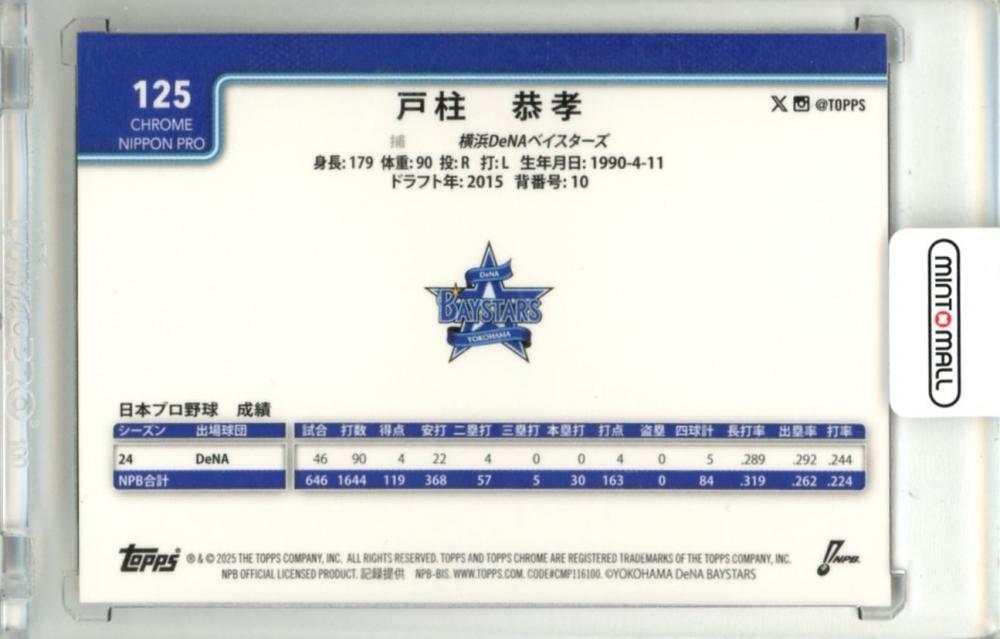 125
CHROME
NIPPON PRO
戸柱 恭孝
@TOPPS
捕 横浜DeNAベイスターズ
身長: 179 体重: 90 投: R 打: L 生年月日: 1990-4-11
ドラフト年: 2015 背番号: 10
DeNA
BAYSTARS
YOKOHAMA
MINTOMALL
日本プロ野球 成績
シーズン 出場球団 試合 打数 得点 安打 二塁打 三塁打 本塁打 打点 盗塁 四球計 長打率 出塁率 打率
24 DeNA 46 90 4 22 4 0 0 4 0 5 .289 .292 .244
NPB合計 646 1644 119 368 57 5 30 163 0 84 .319 .262 .224
topps ® & © 2025 THE TOPPS COMPANY, INC. ALL RIGHTS RESERVED. TOPPS AND TOPPS CHROME ARE REGISTERED TRADEMARKS OF THE TOPPS COMPANY, INC.
NPB OFFICIAL LICENSED PRODUCT. 記録提供 NPB-BIS. WWW.TOPPS.COM. CODE#CMP116100. ©YOKOHAMA DeNA BAYSTARS
NPB